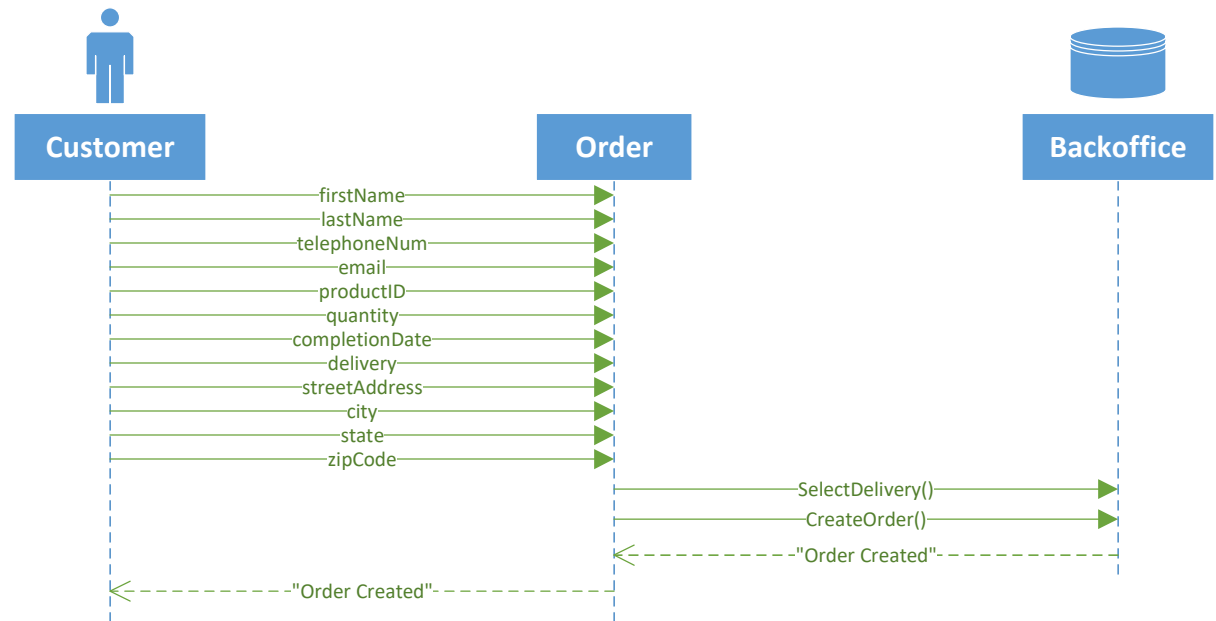 Customer
Order
Backoffice
firstName
lastName
telephoneNum
email
productID
quantity
completionDate
delivery
streetAddress
city
state
zipCode
SelectDelivery()
CreateOrder()
"Order Created"
"Order Created"